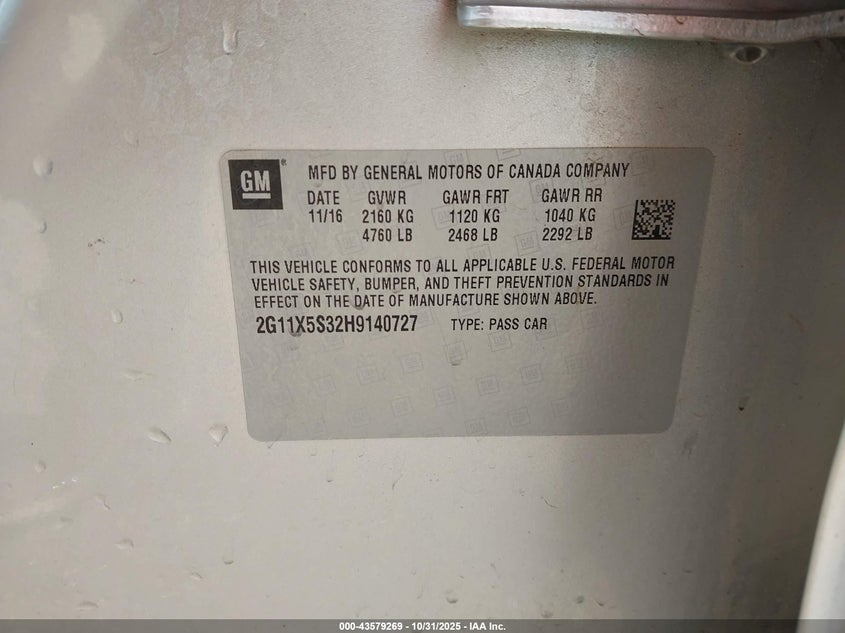 GM ® MFD BY GENERAL MOTORS OF CANADA COMPANY
DATE GVWR GAWR FRT GAWR RR
11/16 2160 KG 1120 KG 1040 KG
4760 LB 2468 LB 2292 LB
THIS VEHICLE CONFORMS TO ALL APPLICABLE U.S. FEDERAL MOTOR
VEHICLE SAFETY, BUMPER, AND THEFT PREVENTION STANDARDS IN
EFFECT ON THE DATE OF MANUFACTURE SHOWN ABOVE.
2G11X5S32H9140727 TYPE: PASS CAR
000-43579269 - 10/31/2025 - IAA Inc.